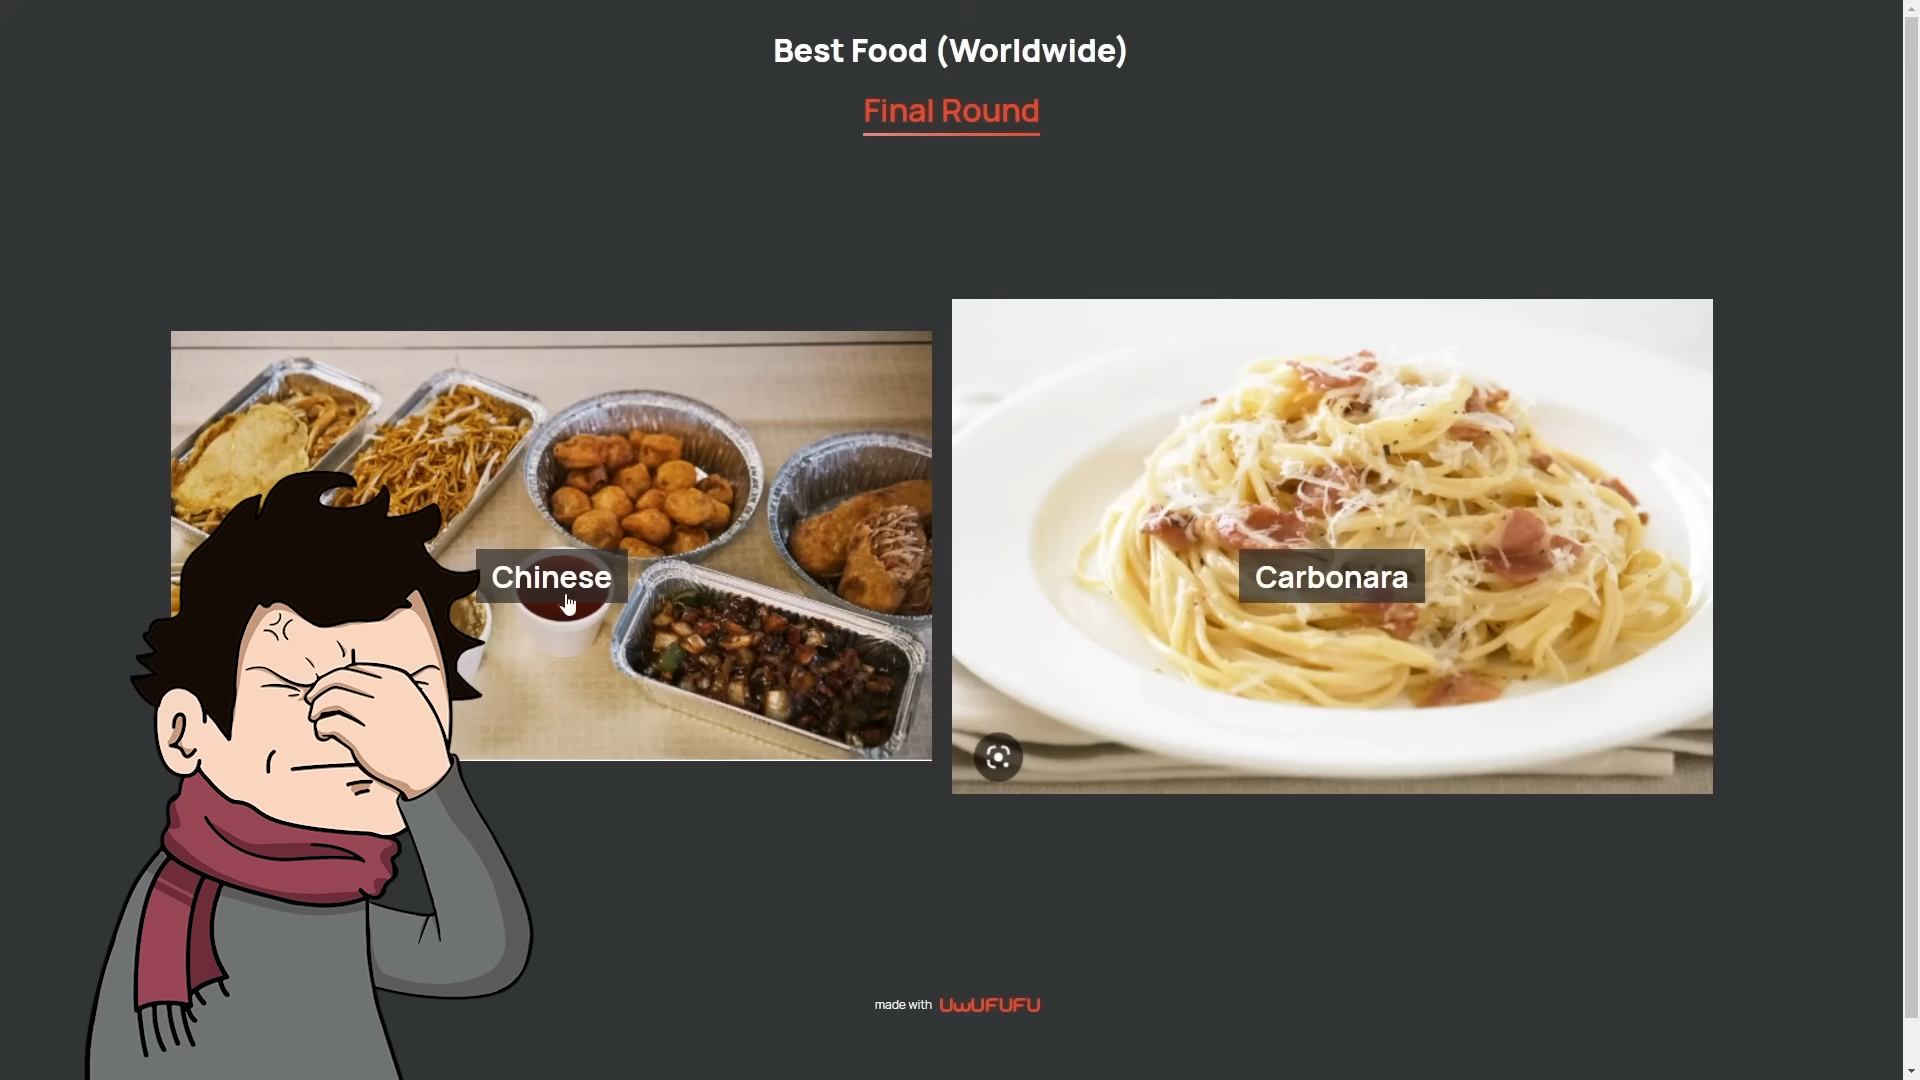 Best Food (Worldwide)
Final Round
Chinese
Carbonara
made with UwUFUFU